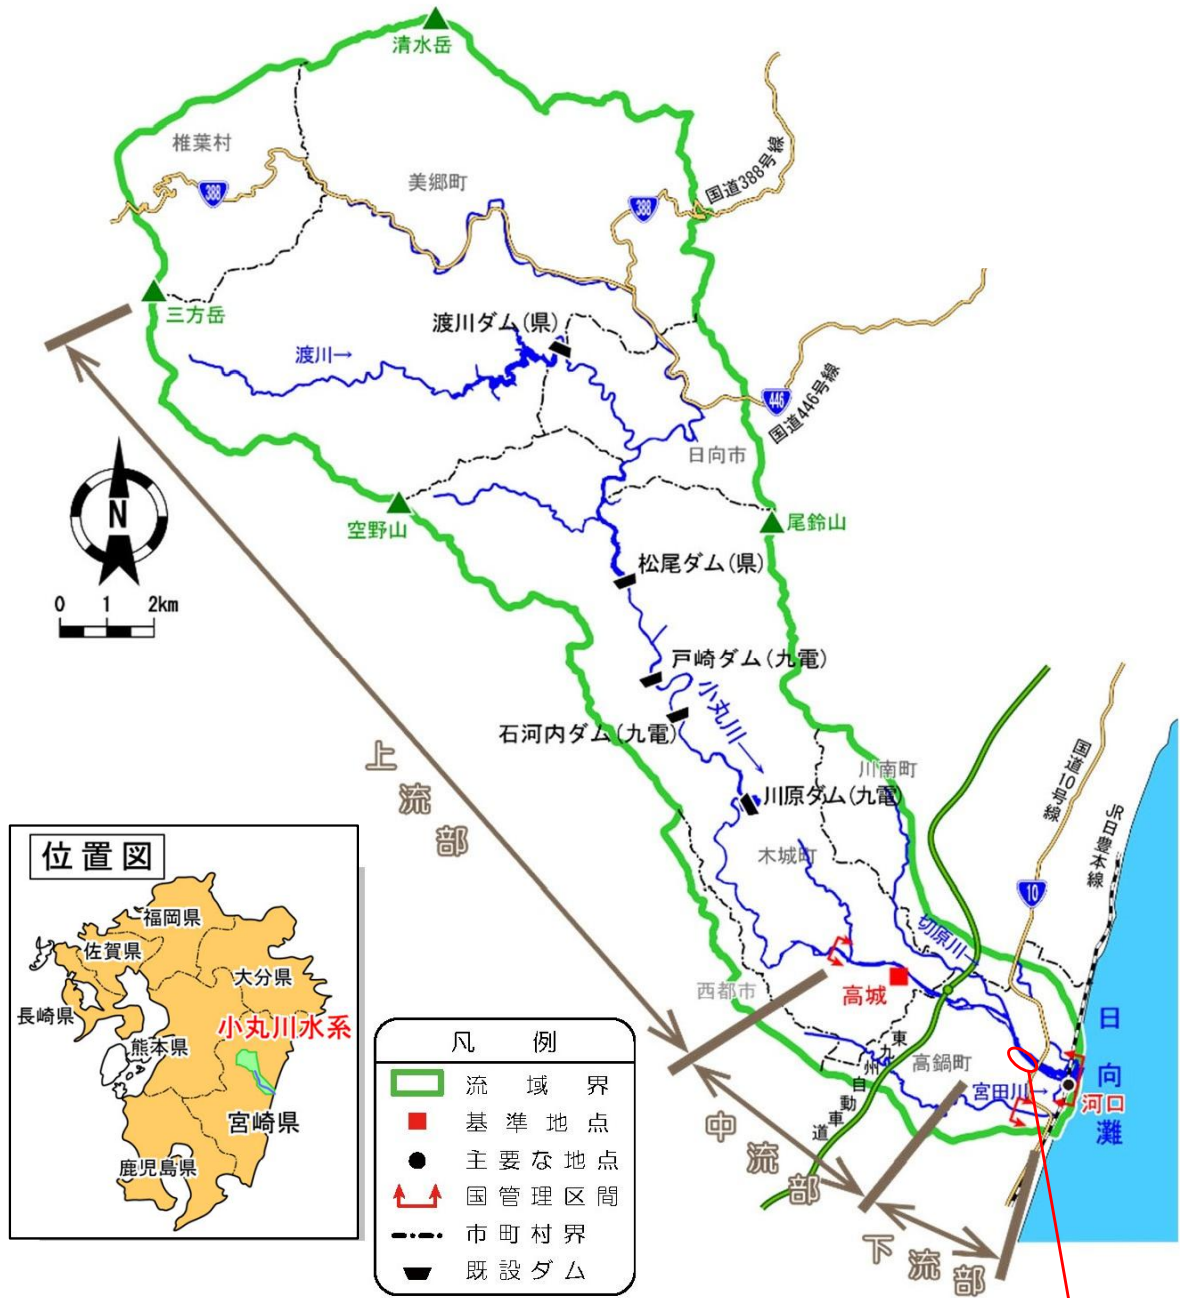 清水岳
椎葉村
美郷町
388
388
国道388号線
三方岳
渡川ダム(県)
渡川→
446
国道446号線
日向市
N
空野山
尾鈴山
0 1 2km
松尾ダム(県)
戸崎ダム(九電)
小丸川→
石河内ダム(九電)
川南町
国道10号線
JR日豊本線
上流部
川原ダム(九電)
木城町
10
切原川→
西都市
高城
東九州自動車道
高鍋町
宮田川→
河口
日向灘
中流部
下流部
位置図
福岡県
佐賀県
大分県
長崎県
熊本県
小丸川水系
宮崎県
鹿児島県
凡例
流域界
基準地点
主要な地点
国管理区間
市町村界
既設ダム